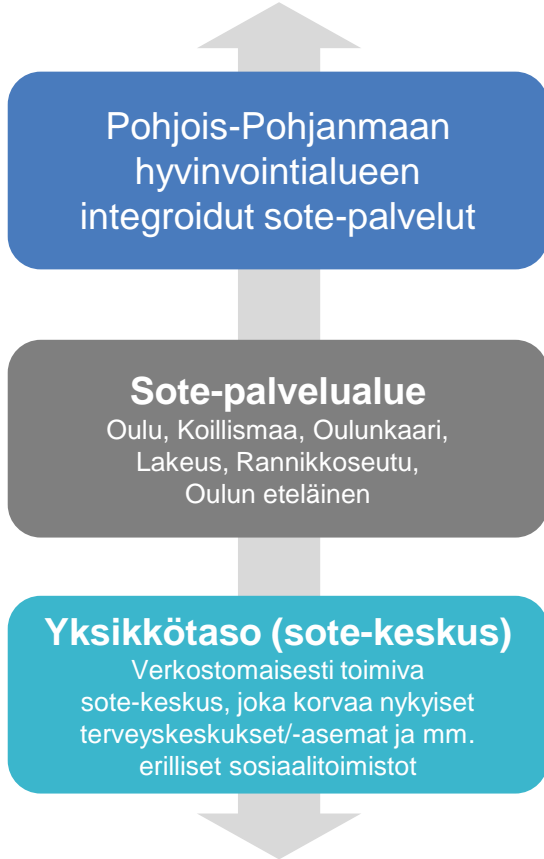 Pohjois-Pohjanmaan
hyvinvointialueen
integroidut sote-palvelut
Sote-palvelualue
Oulu, Koillismaa, Oulunkaari,
Lakeus, Rannikkoseutu,
Oulun eteläinen
Yksikkötaso (sote-keskus)
Verkostomaisesti toimiva
sote-keskus, joka korvaa nykyiset
terveyskeskukset/-asemat ja mm.
erilliset sosiaalitoimistot